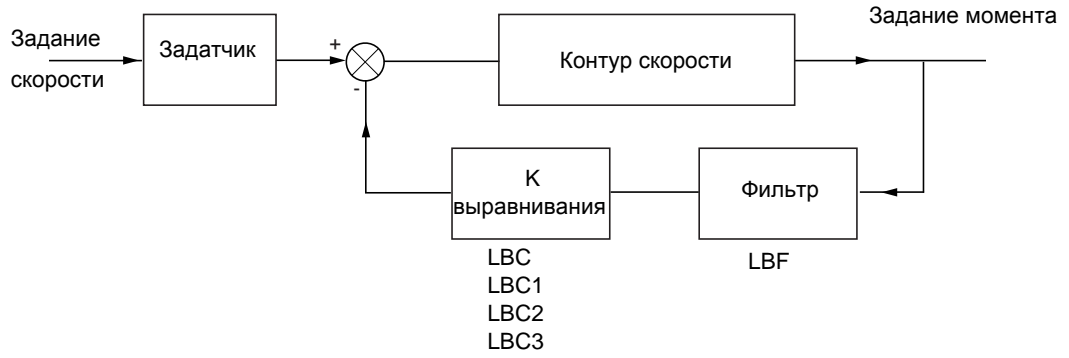 Задание момента
Задание
скорости
Задатчик
+
-
Контур скорости
K
выравнивания
Фильтр
LBC
LBC1
LBC2
LBC3
LBF